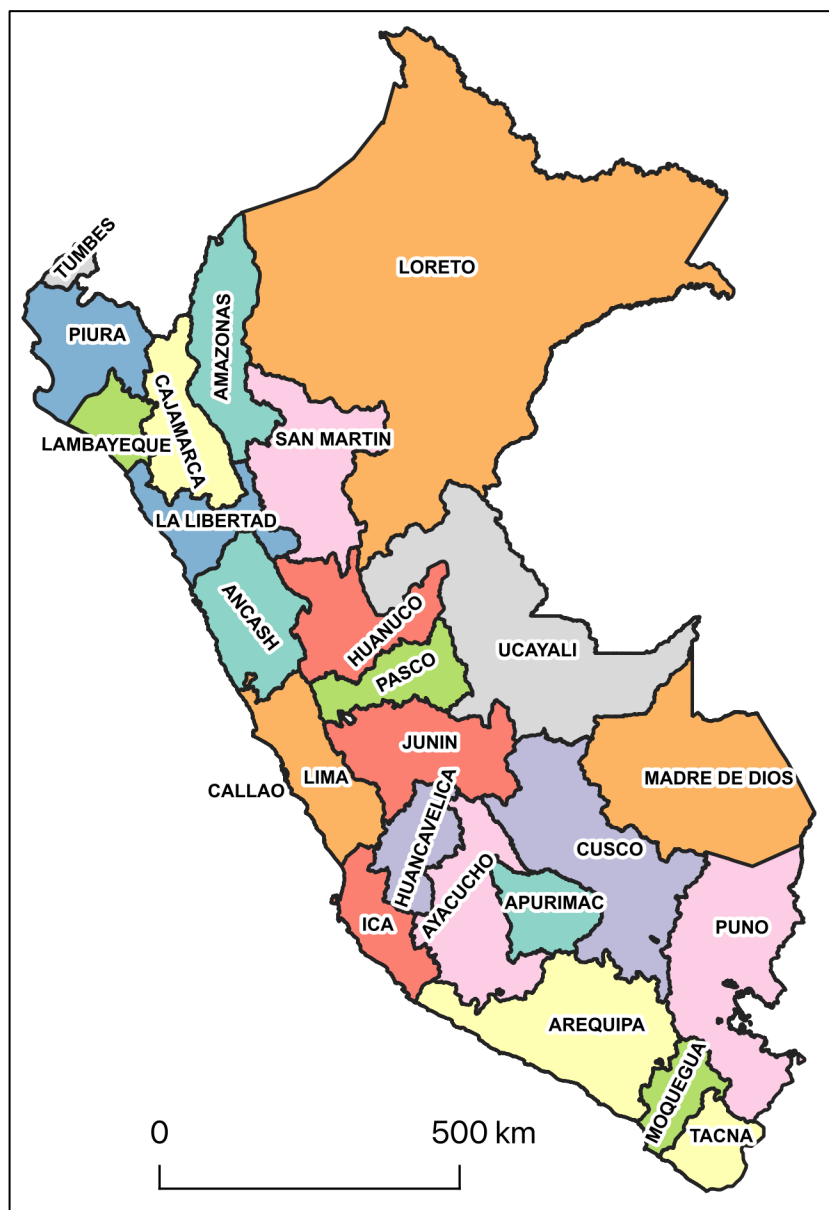 TUMBES
LORETO
PIURA
AMAZONAS
CAJAMARCA
LAMBAYEQUE
SAN MARTIN
LA LIBERTAD
ANCASH
HUANUCO
UCAYALI
PASCO
JUNIN
LIMA
MADRE DE DIOS
CALLAO
HUANCAVELICA
CUSCO
AYACUCHO
APURIMAC
ICA
PUNO
AREQUIPA
MOQUEGUA
TACNA
0 500 km